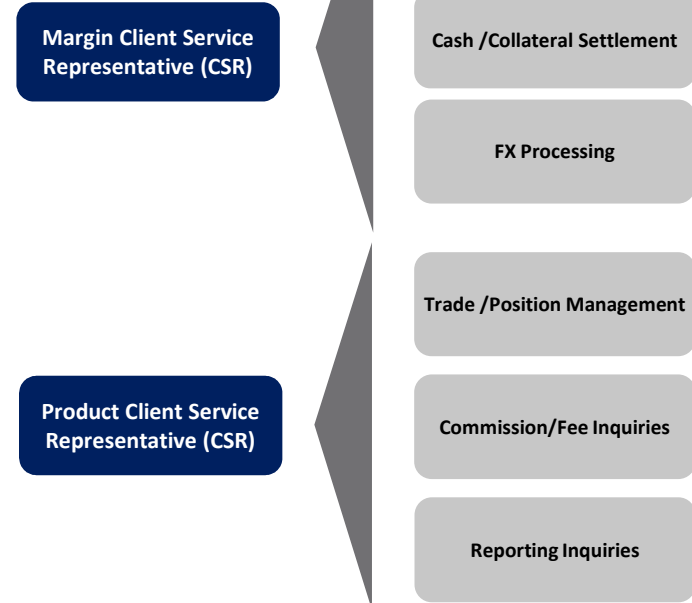 Margin Client Service
Representative (CSR)
Cash /Collateral Settlement
FX Processing
Trade /Position Management
Product Client Service
Representative (CSR)
Commission/Fee Inquiries
Reporting Inquiries